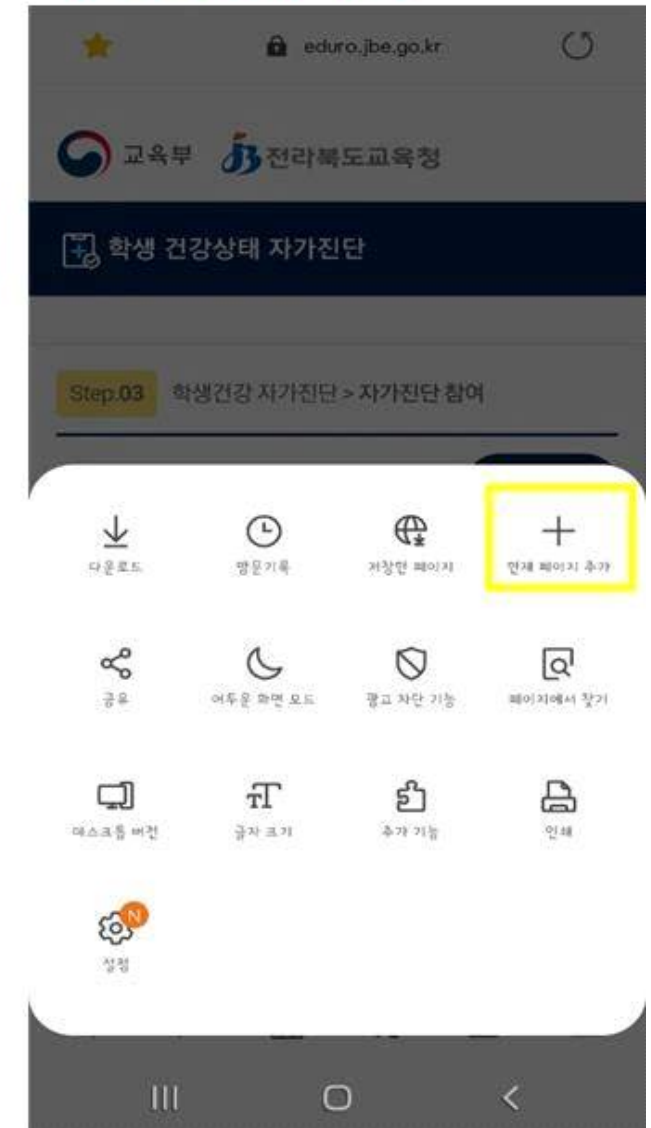 eduro.jbe.go.kr
교육부 전라북도교육청
학생 건강상태 자가진단
Step.03 학생건강 자가진단 > 자가진단 참여
다운로드 방문기록 저장한 페이지 현재 페이지 추가
공유 어두운 화면 모드 광고 차단 기능 페이지에서 찾기
데스크톱 버전 글자 크기 추가 기능 인쇄
N
설정